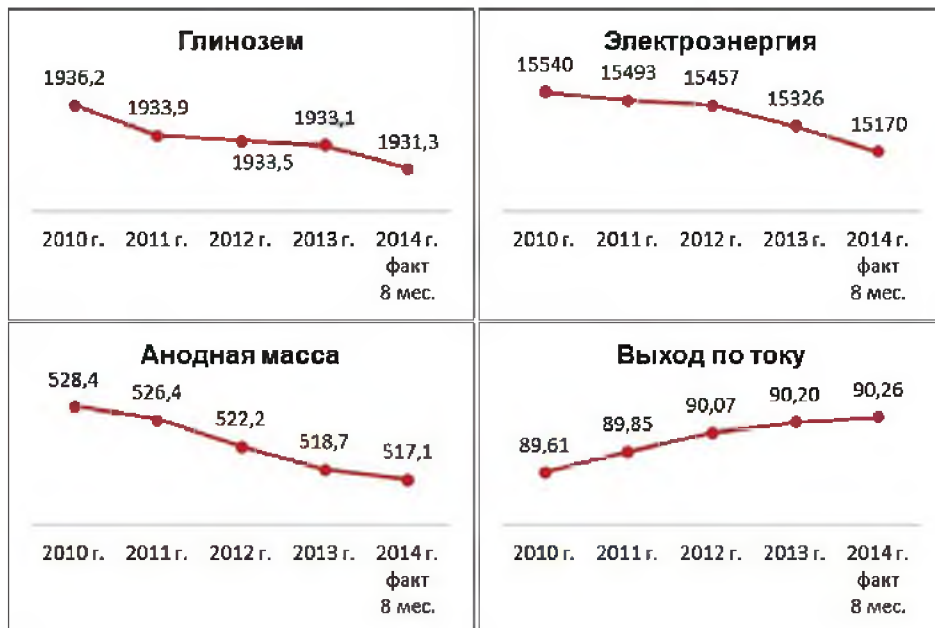 Глинозем
1936,2
1933,9
1933,5
1933,1
1931,3
2010 г. 2011 г. 2012 г. 2013 г. 2014 г.
факт
8 мес.
Электроэнергия
15540 15493 15457
15326
15170
2010 г. 2011 г. 2012 г. 2013 г. 2014 г.
факт
8 мес.
Анодная масса
528,4
526,4
522,2
518,7
517,1
2010 г. 2011 г. 2012 г. 2013 г. 2014 г.
факт
8 мес.
Выход по току
89,61
89,85
90,07
90,20
90,26
2010 г. 2011 г. 2012 г. 2013 г. 2014 г.
факт
8 мес.